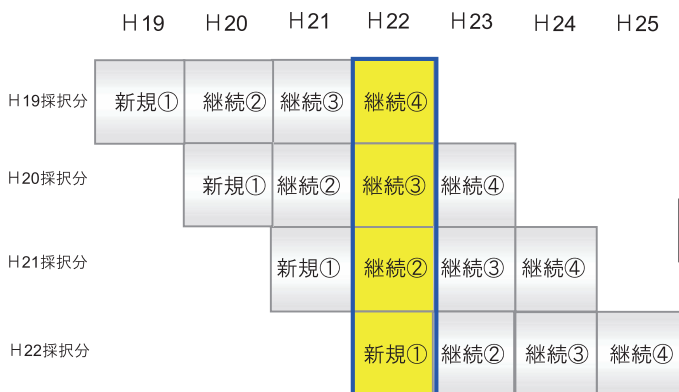 H19 H20 H21 H22 H23 H24 H25
H19採択分 新規① 継続② 継続③ 継続④
H20採択分 新規① 継続② 継続③ 継続④
H21採択分 新規① 継続② 継続③ 継続④
H22採択分 新規① 継続② 継続③ 継続④